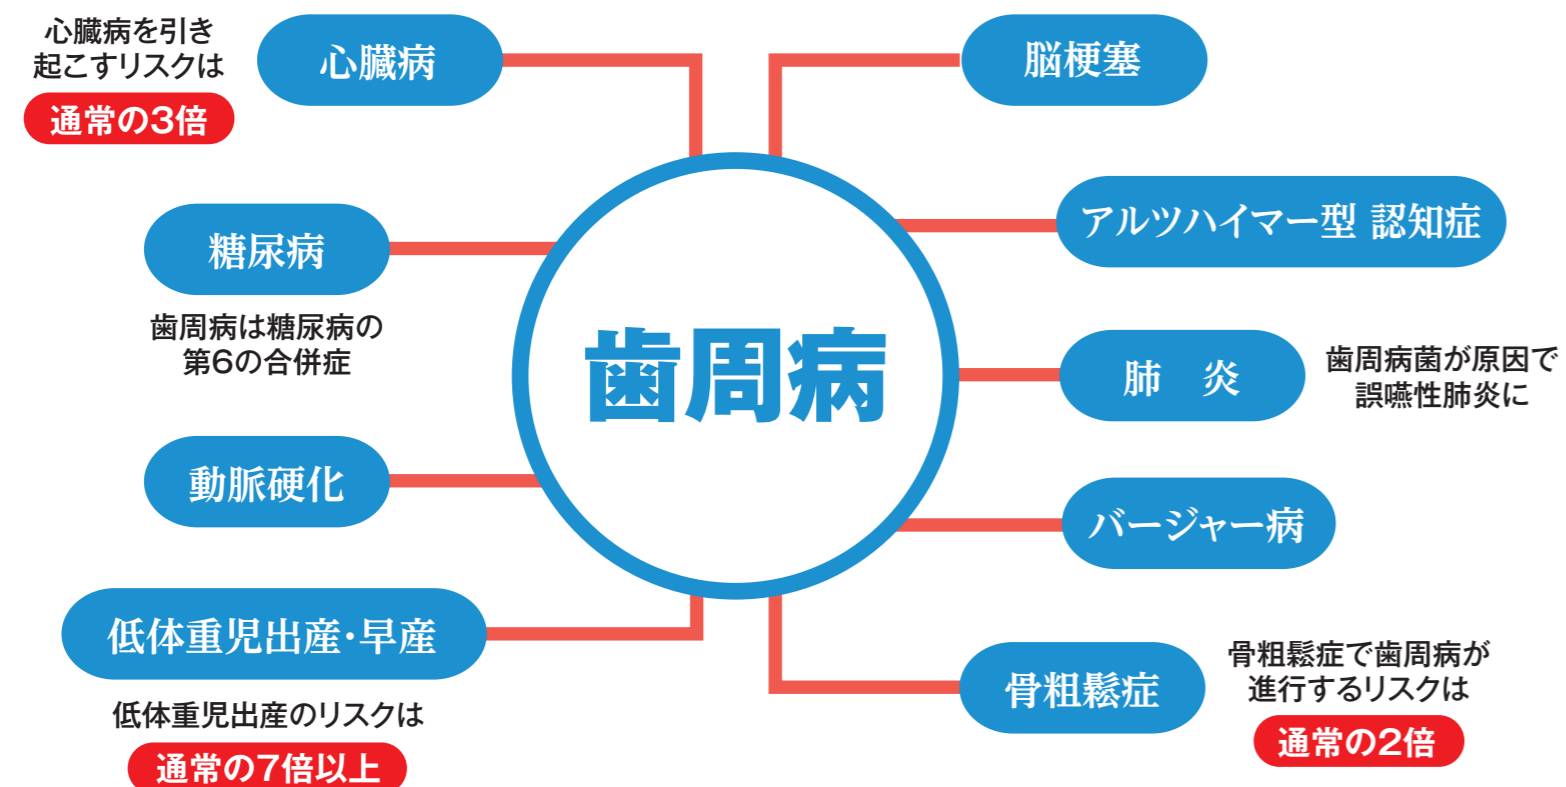 心臓病を引き
起こすリスクは
通常の3倍
心臓病
脳梗塞
糖尿病
歯周病は糖尿病の
第6の合併症
アルツハイマー型 認知症
歯周病
肺　炎
歯周病菌が原因で
誤嚥性肺炎に
動脈硬化
バージャー病
低体重児出産・早産
低体重児出産のリスクは
通常の7倍以上
骨粗鬆症
骨粗鬆症で歯周病が
進行するリスクは
通常の2倍